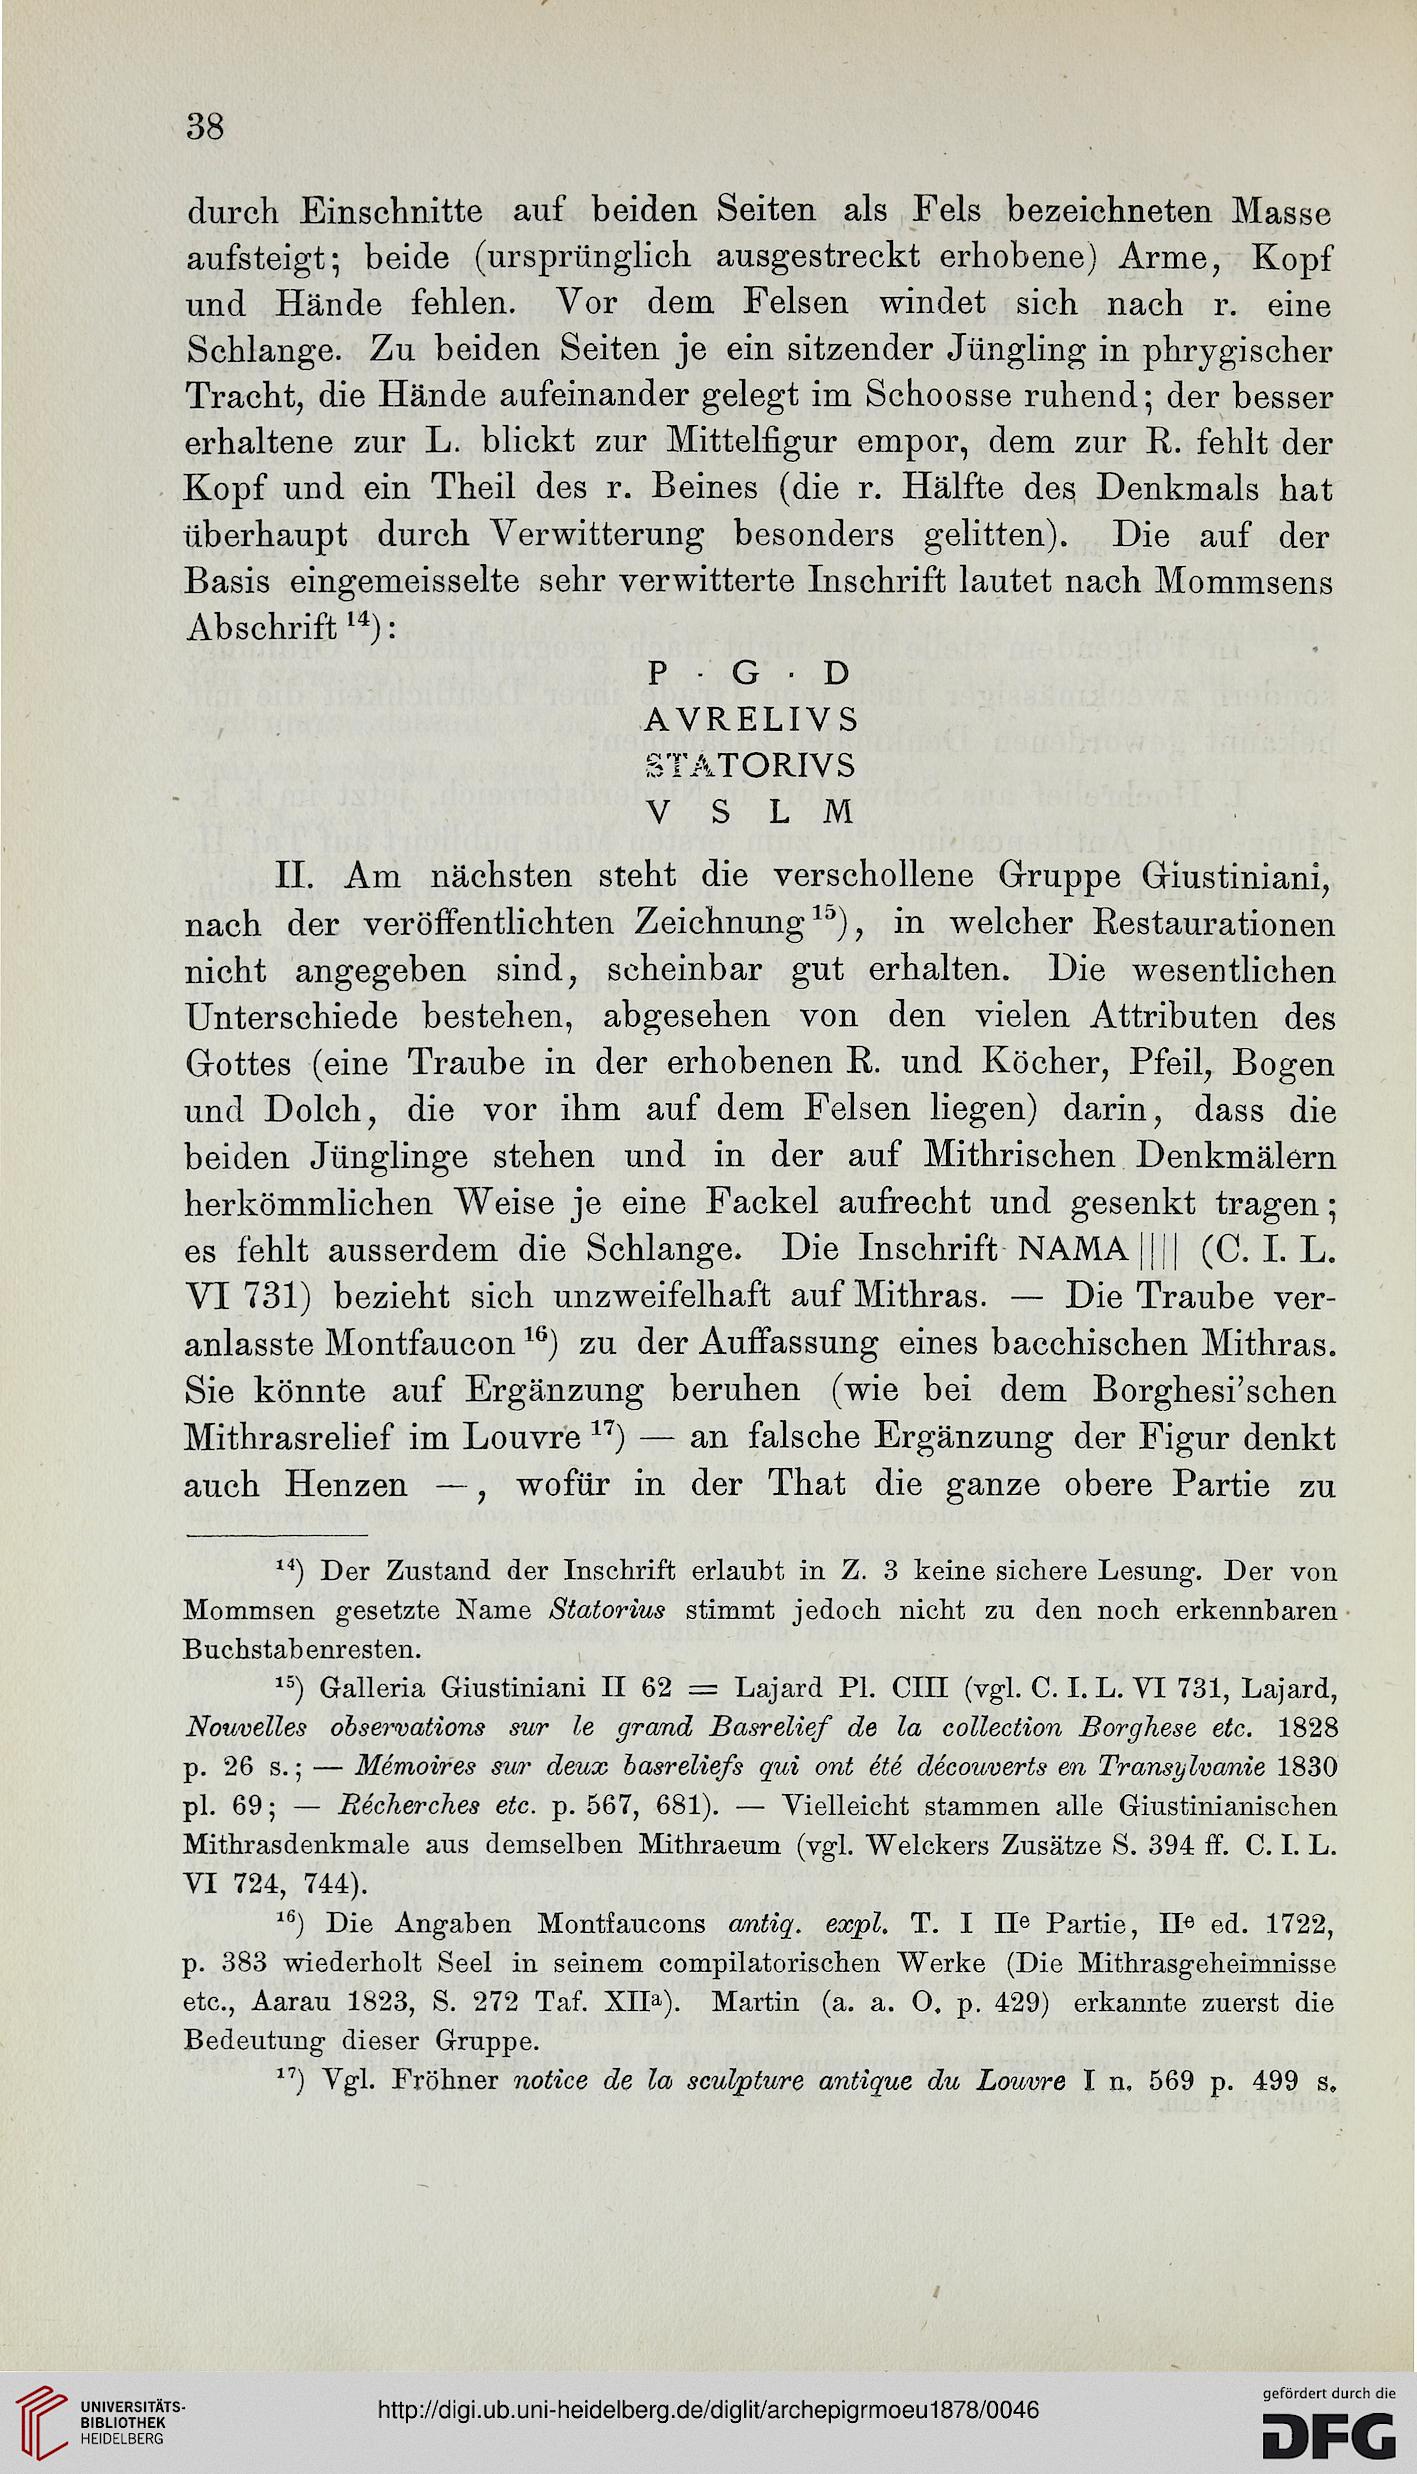 38
durch Einschnitte auf beiden Seiten als Fels bezeichneten Masse
aufsteigt; beide (ursprünglich ausgestreckt erhobene) Arme, Kopf
und Hände fehlen. Vor dem Felsen windet sich nach r. eine
Schlange. Zu beiden Seiten je ein sitzender Jüngling in phrygischer
Tracht, die Hände aufeinander gelegt im Schoosse ruhend; der besser
erhaltene zur L. blickt zur Mittelfigur empor, dem zur R. fehlt der
Kopf und ein Theil des r. Beines (die r. Hälfte des Denkmals hat
überhaupt durch Verwitterung besonders gelitten). Die auf der
Basis eingemeisselte sehr verwitterte Inschrift lautet nach Mommsens
Abschrift ¹⁴):
P · G · D
AVRELIVS
STATORIVS
V S L M
II. Am nächsten steht die verschollene Gruppe Giustiniani,
nach der veröffentlichten Zeichnung ¹⁵), in welcher Restaurationen
nicht angegeben sind, scheinbar gut erhalten. Die wesentlichen
Unterschiede bestehen, abgesehen von den vielen Attributen des
Gottes (eine Traube in der erhobenen R. und Köcher, Pfeil, Bogen
und Dolch, die vor ihm auf dem Felsen liegen) darin, dass die
beiden Jünglinge stehen und in der auf Mithrischen Denkmälern
herkömmlichen Weise je eine Fackel aufrecht und gesenkt tragen;
es fehlt ausserdem die Schlange. Die Inschrift NAMA||||| (C. I. L.
VI 731) bezieht sich unzweifelhaft auf Mithras. — Die Traube ver-
anlasste Montfaucon ¹⁶) zu der Auffassung eines bacchischen Mithras.
Sie könnte auf Ergänzung beruhen (wie bei dem Borghesi’schen
Mithrasrelief im Louvre ¹⁷) — an falsche Ergänzung der Figur denkt
auch Henzen —, wofür in der That die ganze obere Partie zu
¹⁴) Der Zustand der Inschrift erlaubt in Z. 3 keine sichere Lesung. Der von
Mommsen gesetzte Name Statorius stimmt jedoch nicht zu den noch erkennbaren
Buchstabenresten.
¹⁵) Galleria Giustiniani II 62 = Lajard Pl. CIII (vgl. C. I. L. VI 731, Lajard,
Nouvelles observations sur le grand Basrelief de la collection Borghese etc. 1828
p. 26 s.; — Mémoires sur deux basreliefs qui ont été découverts en Transylvanie 1830
pl. 69; — Récherches etc. p. 567, 681). — Vielleicht stammen alle Giustinianischen
Mithrasdenkmale aus demselben Mithraeum (vgl. Welckers Zusätze S. 394 ff. C. I. L.
VI 724, 744).
¹⁶) Die Angaben Montfaucons antiq. expl. T. I IIe Partie, IIe ed. 1722,
p. 383 wiederholt Seel in seinem compilatorischen Werke (Die Mithrasgeheimnisse
etc., Aarau 1823, S. 272 Taf. XIIa). Martin (a. a. O. p. 429) erkannte zuerst die
Bedeutung dieser Gruppe.
¹⁷) Vgl. Fröhner notice de la sculpture antique du Louvre I n. 569 p. 499 s.
UNIVERSITÄTS-
BIBLIOTHEK
HEIDELBERG
http://digi.ub.uni-heidelberg.de/diglit/archepigrmoeu1878/0046
gefördert durch die
DFG